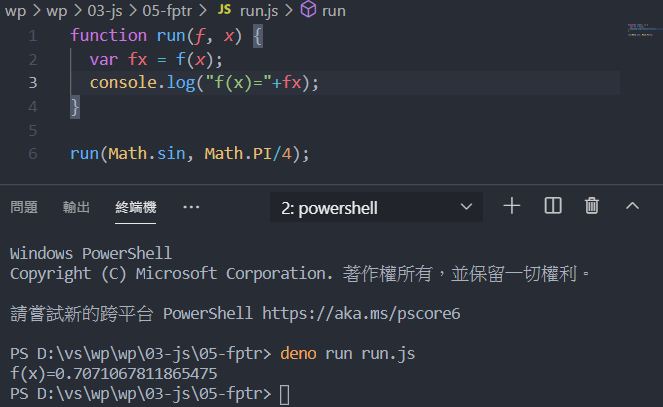 wp > wp > 03-js > 05-fptr > JS run.js > run
1 function run(f, x) {
2   var fx = f(x);
3   console.log("f(x)="+fx);
4 }
5
6 run(Math.sin, Math.PI/4);
問題 輸出 終端機 ··· 2: powershell
Windows PowerShell
Copyright (C) Microsoft Corporation. 著作權所有，並保留一切權利。
請嘗試新的跨平台 PowerShell https://aka.ms/pscore6
PS D:\vs\wp\wp\03-js\05-fptr> deno run run.js
f(x)=0.7071067811865475
PS D:\vs\wp\wp\03-js\05-fptr>